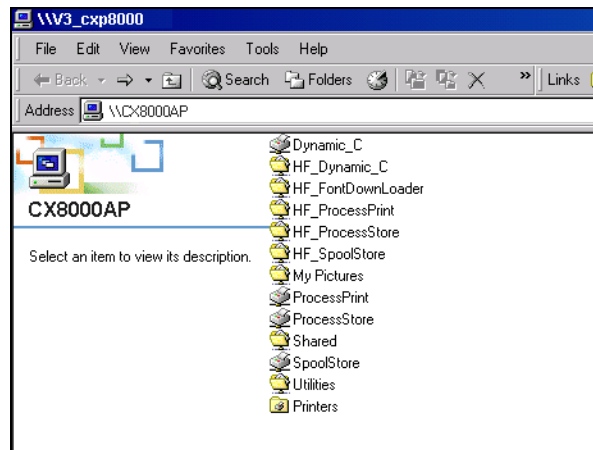 \\V3_cxp8000
File Edit View Favorites Tools Help
Back Search Folders » Links
Address \\CX8000AP
Dynamic_C
HF_Dynamic_C
HF_FontDownLoader
CX8000AP
HF_ProcessPrint
HF_ProcessStore
Select an item to view its description.
HF_SpoolStore
My Pictures
ProcessPrint
ProcessStore
Shared
SpoolStore
Utilities
Printers